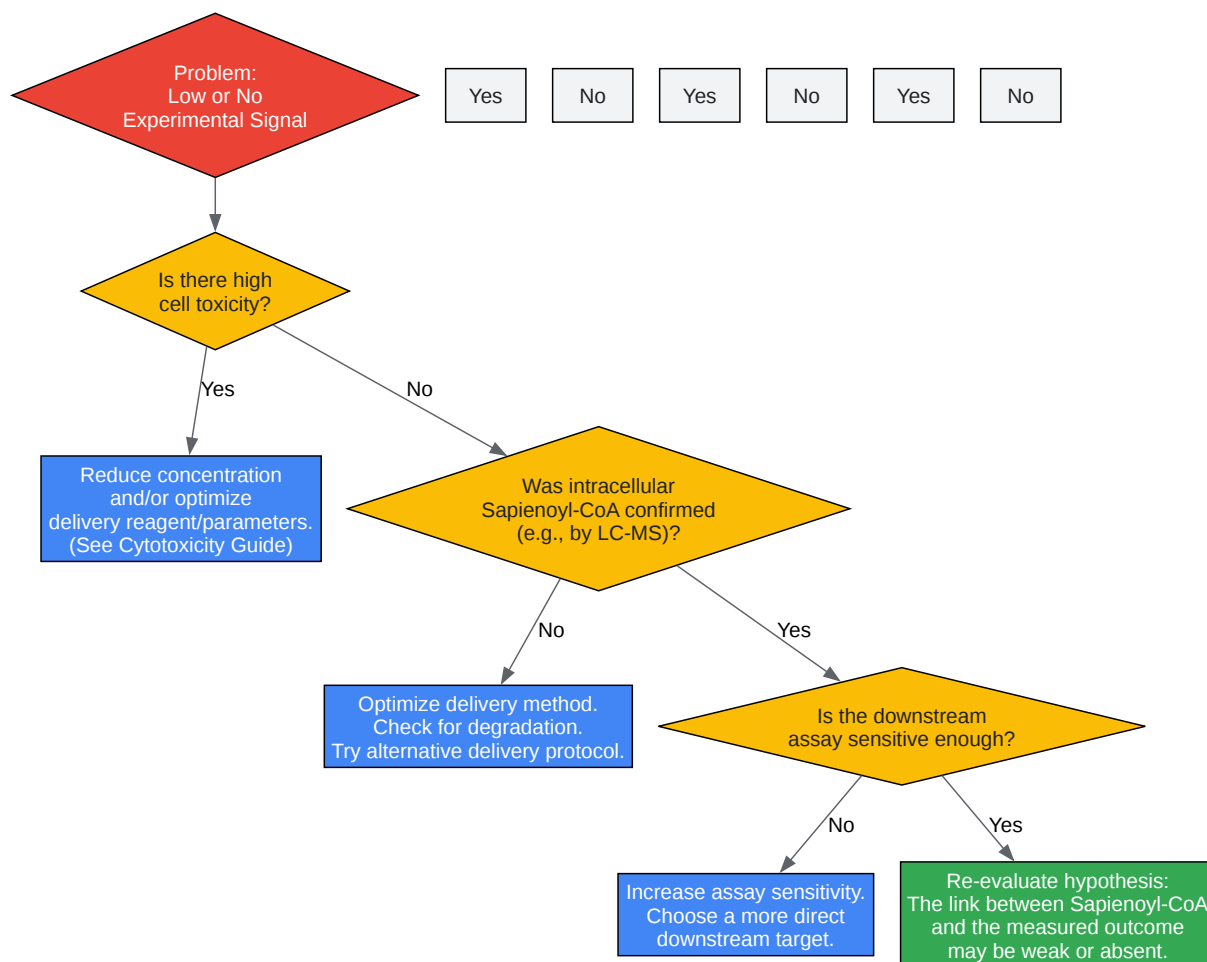 Problem:
Low or No
Experimental Signal
Yes
No
Yes
No
Yes
No
Is there high
cell toxicity?
Yes
No
Reduce concentration
and/or optimize
delivery reagent/parameters.
(See Cytotoxicity Guide)
Was intracellular
Sapienoyl-CoA confirmed
(e.g., by LC-MS)?
No
Yes
Optimize delivery method.
Check for degradation.
Try alternative delivery protocol.
Is the downstream
assay sensitive enough?
No
Yes
Increase assay sensitivity.
Choose a more direct
downstream target.
Re-evaluate hypothesis:
The link between Sapienoyl-CoA
and the measured outcome
may be weak or absent.